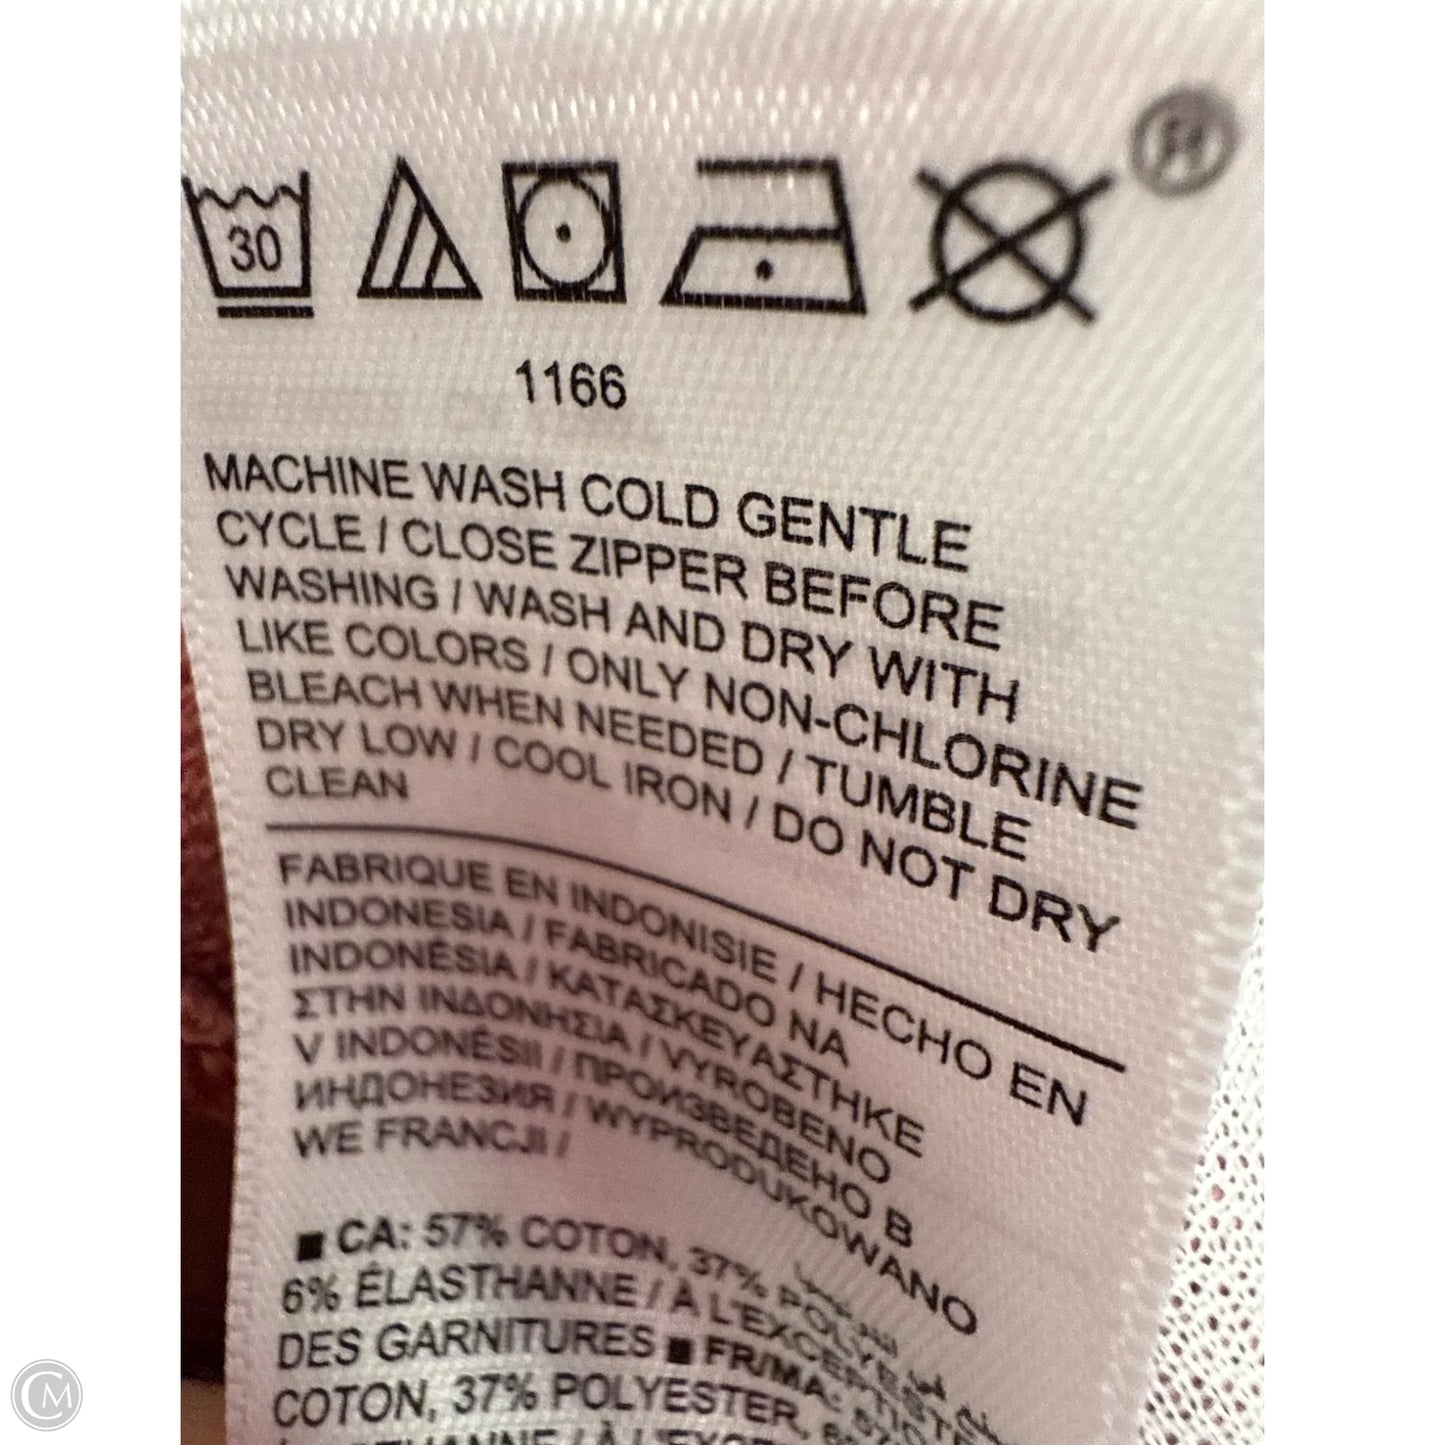 30
1166
MACHINE WASH COLD GENTLE
CYCLE / CLOSE ZIPPER BEFORE
WASHING / WASH AND DRY WITH
LIKE COLORS / ONLY NON-CHLORINE
BLEACH WHEN NEEDED / TUMBLE
DRY LOW / COOL IRON / DO NOT DRY
CLEAN
FABRIQUE EN INDONISIE / HECHO EN
INDONESIA / FABRICADO NA
INDONÉSIA / ΚΑΤΑΣΚΕΥΑΣΤΗΚΕ
ΣΤΗΝ ΙΝΔΟΝΗΣΙΑ / VYROBENO
V INDONÉSII / ПРОИЗВЕДЕНО В
ИНДОНЕЗИЯ / WYPRODUKOWANO
WE FRANCJI /
■ CA: 57% COTON, 37% POLYESTER
6% ÉLASTHANNE / À L'EXCEPTION
DES GARNITURES ■ FR/MA: 57%
COTON, 37% POLYESTER,
CM